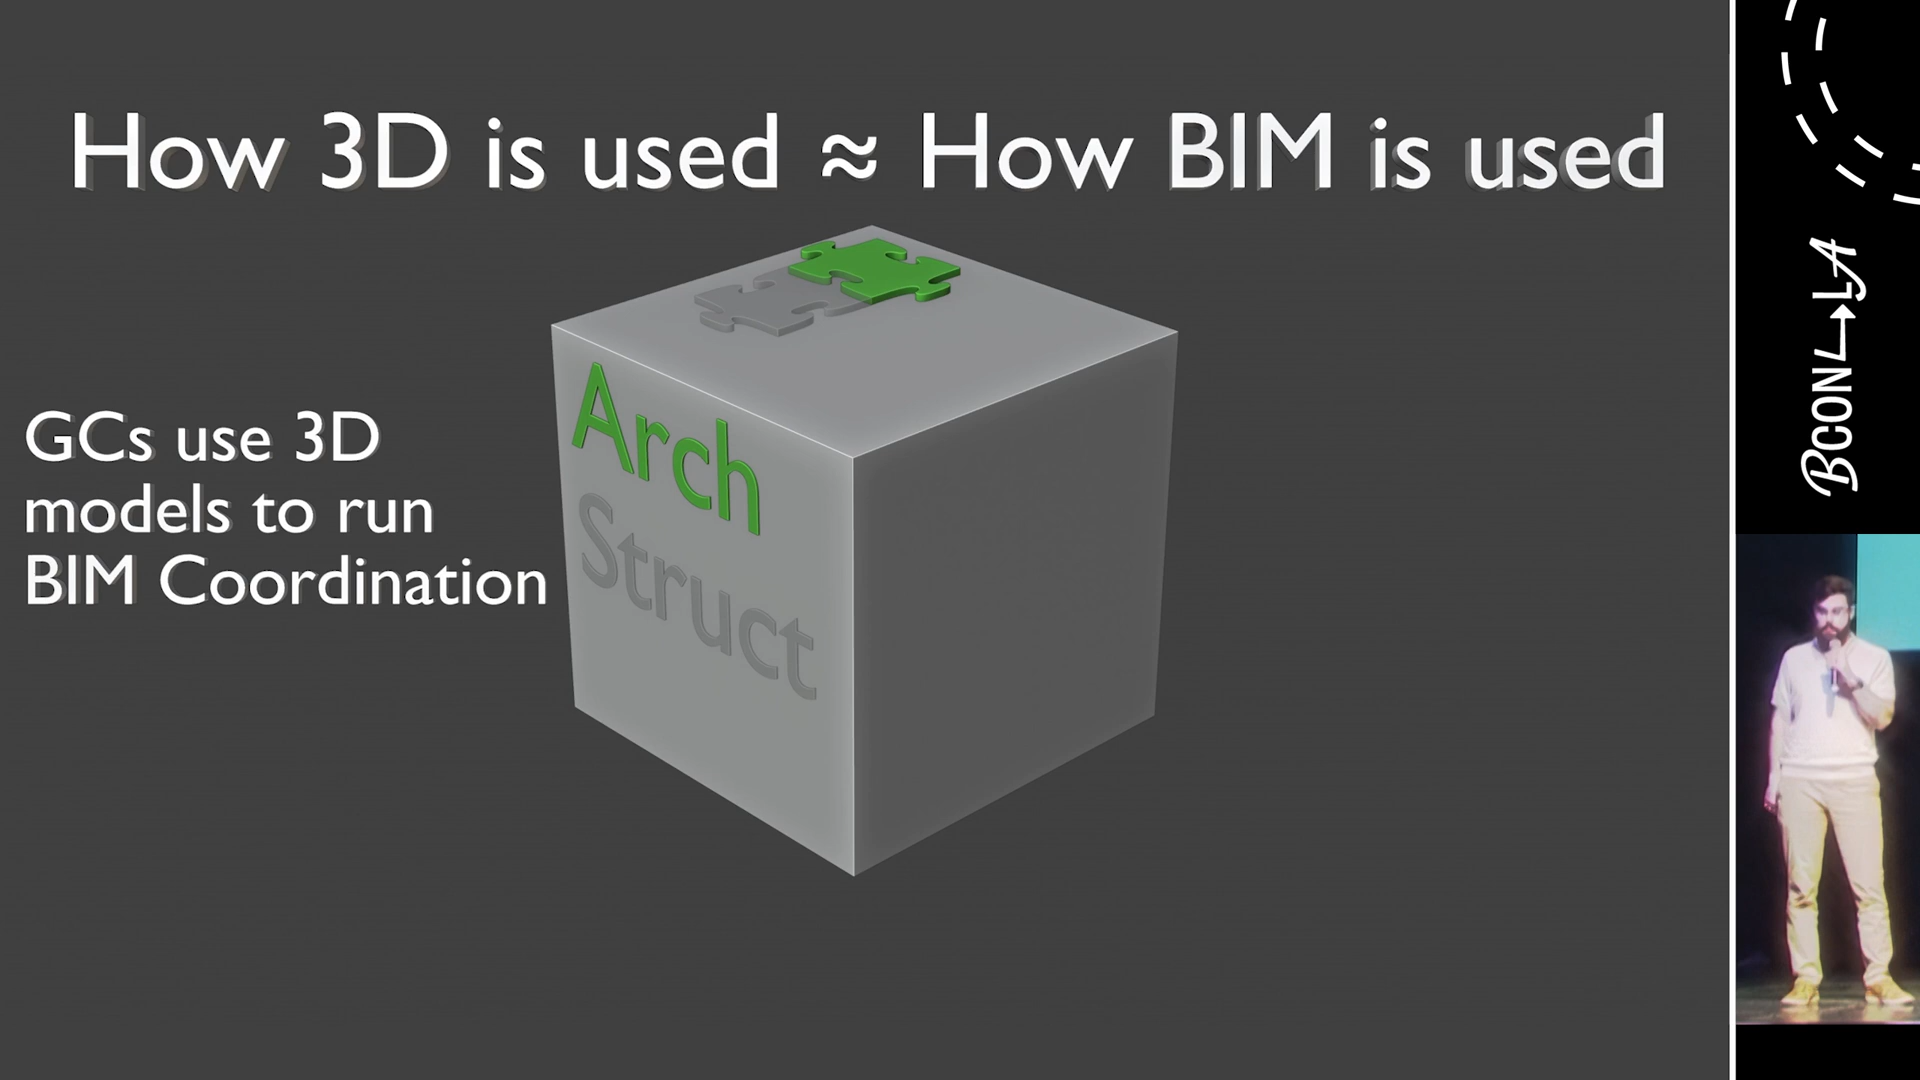 How 3D is used ≈ How BIM is used
GCs use 3D
models to run
BIM Coordination
Arch
Struct
BCON LA